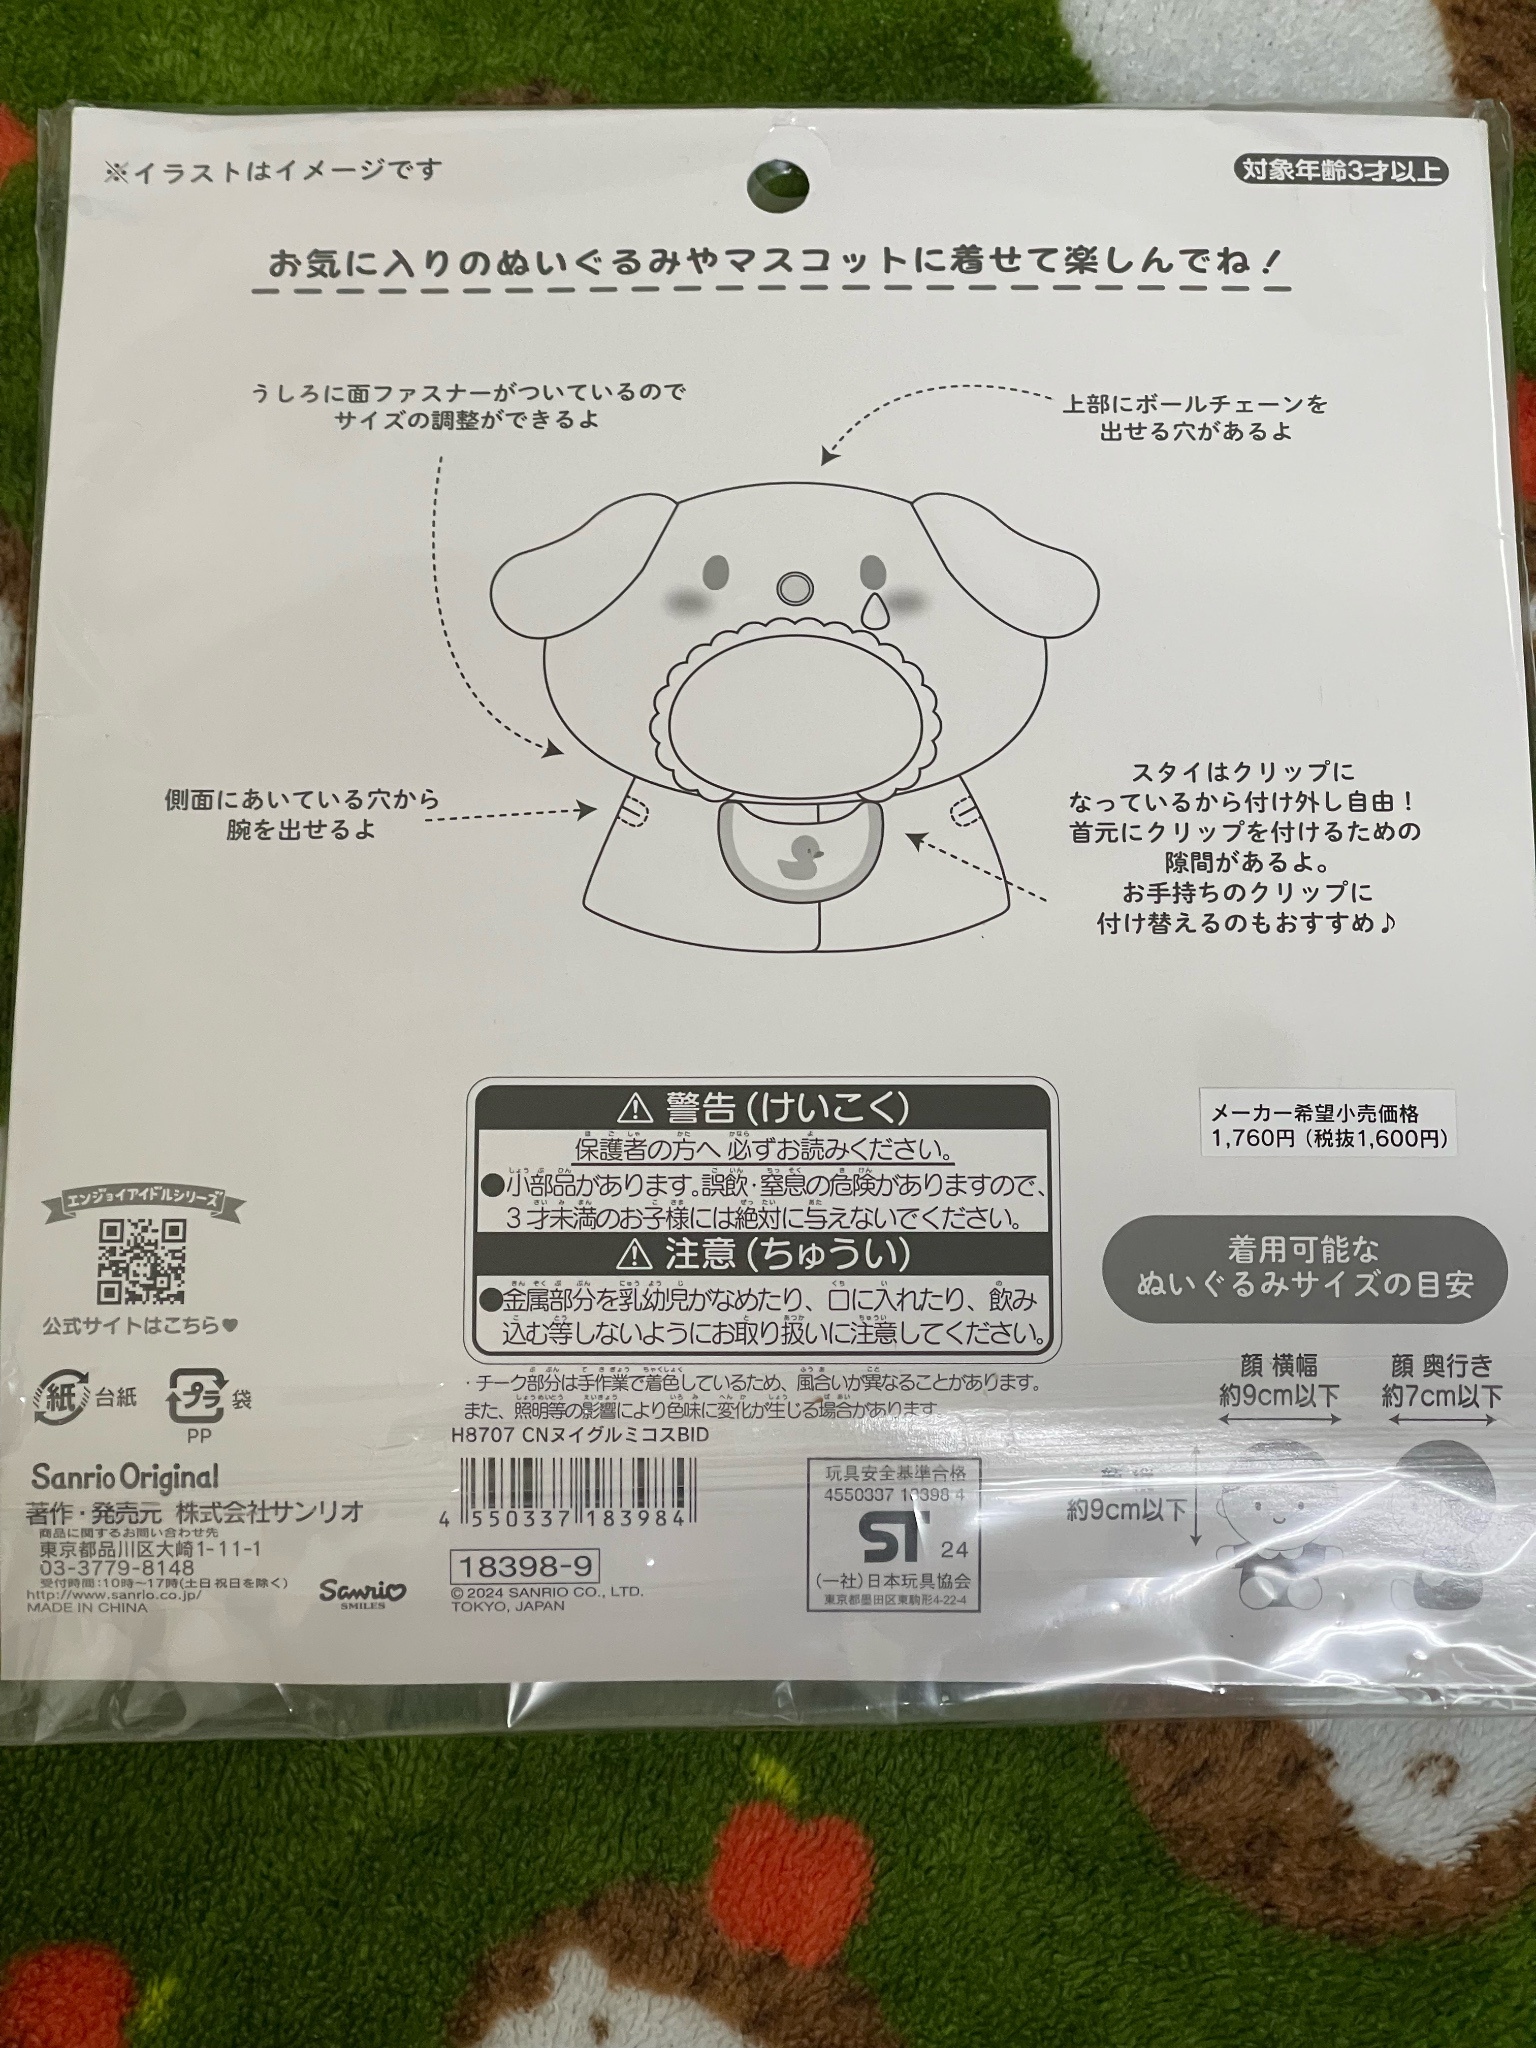 ※イラストはイメージです
対象年齢3才以上
お気に入りのぬいぐるみやマスコットに着せて楽しんでね！
うしろに面ファスナーがついているので
サイズの調整ができるよ
上部にボールチェーンを
出せる穴があるよ
側面にあいている穴から
腕を出せるよ
スタイはクリップに
なっているから付け外し自由！
首元にクリップを付けるための
隙間があるよ。
お手持ちのクリップに
付け替えるのもおすすめ♪
⚠ 警告(けいこく)
保護者の方へ 必ずお読みください。
●小部品があります。誤飲・窒息の危険がありますので、
3才未満のお子様には絶対に与えないでください。
⚠ 注意(ちゅうい)
●金属部分を乳幼児がなめたり、口に入れたり、飲み
込む等しないようにお取り扱いに注意してください。
・チーク部分は手作業で着色しているため、風合いが異なることがあります。
また、照明等の影響により色味に変化が生じる場合があります。
メーカー希望小売価格
1,760円(税抜1,600円)
エンジョイアイドルシリーズ
公式サイトはこちら♥
紙 台紙
プラ 袋
PP
Sanrio Original
著作・発売元 株式会社サンリオ
商品に関するお問い合わせ先
東京都品川区大崎1-11-1
03-3779-8148
受付時間:10時〜17時(土日祝日を除く)
http://www.sanrio.co.jp/
MADE IN CHINA
Sanrio
SMILES
H8707 CNヌイグルミコスBID
4 550337 183984
18398-9
© 2024 SANRIO CO., LTD.
TOKYO, JAPAN
玩具安全基準合格
4550337 18398 4
ST 24
(一社)日本玩具協会
東京都墨田区東駒形4-22-4
着用可能な
ぬいぐるみサイズの目安
顔 横幅
約9cm以下
顔 奥行き
約7cm以下
約9cm以下